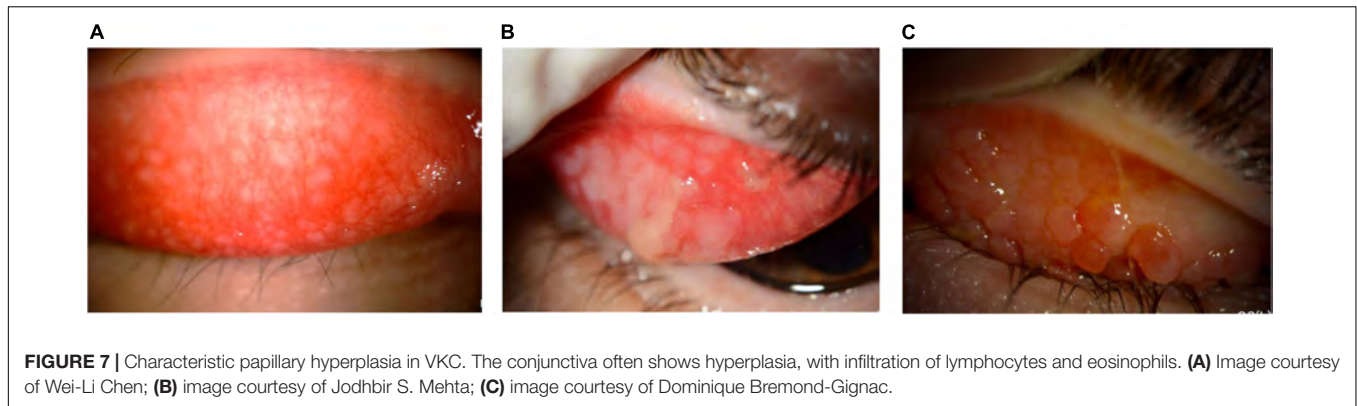 A
B
C
FIGURE 7 | Characteristic papillary hyperplasia in VKC. The conjunctiva often shows hyperplasia, with infiltration of lymphocytes and eosinophils. (A) Image courtesy
of Wei-Li Chen; (B) image courtesy of Jodhbir S. Mehta; (C) image courtesy of Dominique Bremond-Gignac.